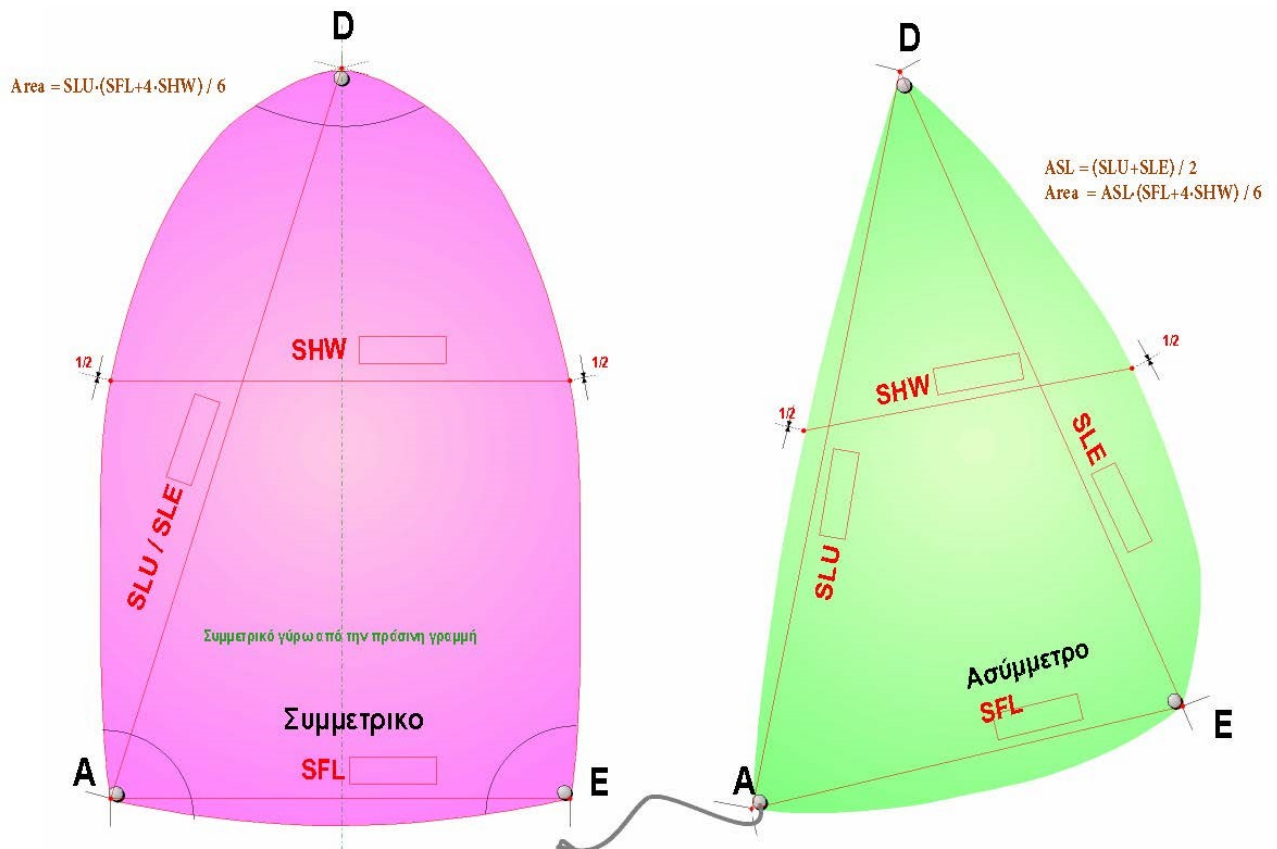 D
Area = SLU·(SFL+4·SHW) / 6
SHW
1/2
1/2
SLU / SLE
Συμμετρικό γύρω από την πράσινη γραμμή
Συμμετρικο
SFL
A
E
D
ASL = (SLU+SLE) / 2
Area = ASL·(SFL+4·SHW) / 6
1/2
SHW
1/2
SLE
SLU
Ασύμμετρο
SFL
E
A